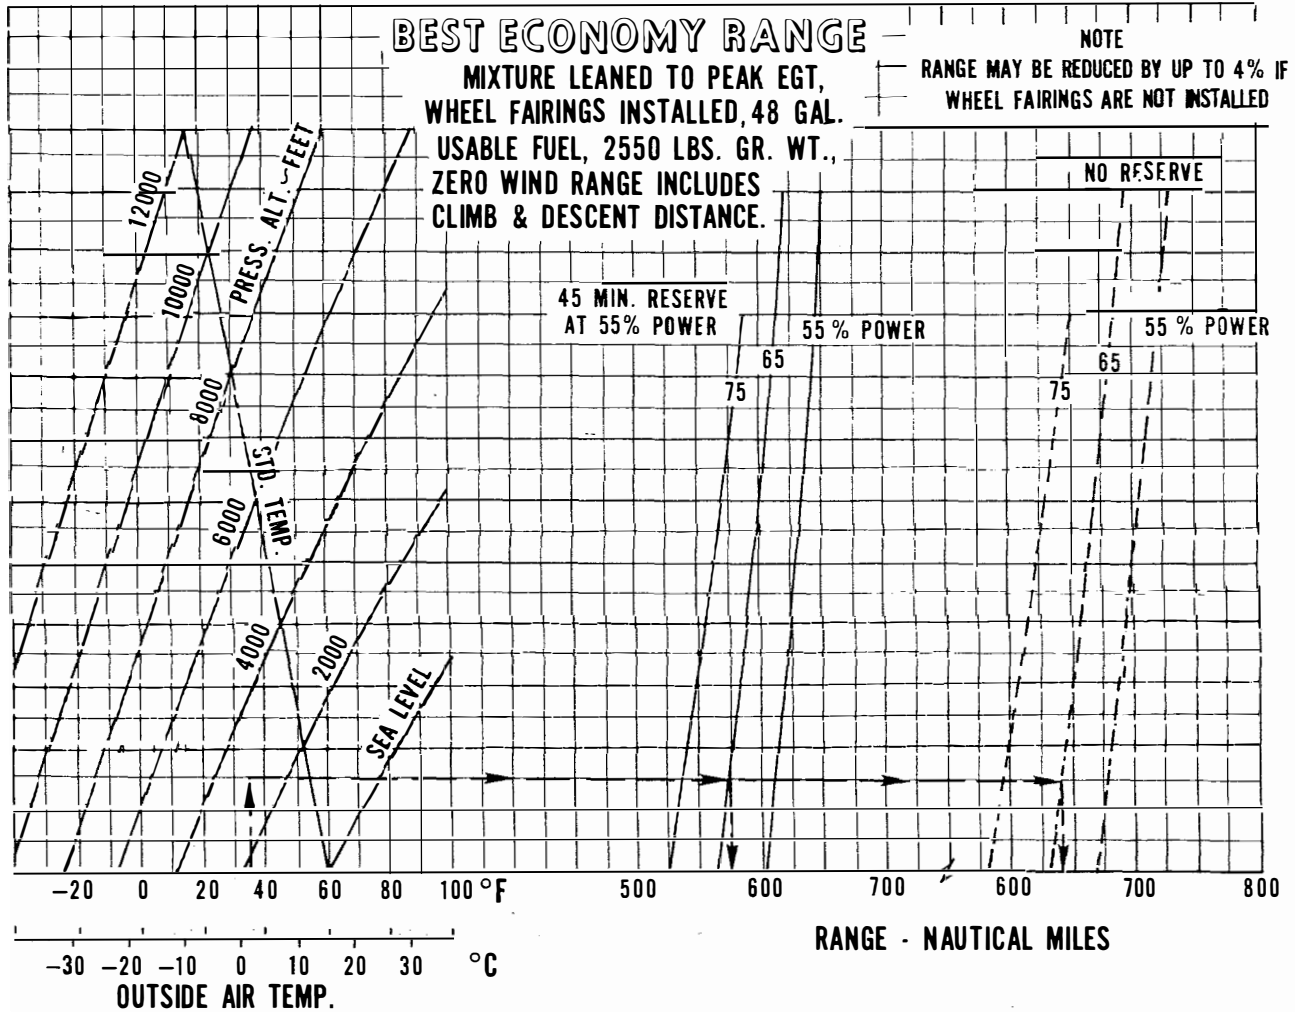 BEST ECONOMY RANGE
MIXTURE LEANED TO PEAK EGT,
WHEEL FAIRINGS INSTALLED, 48 GAL.
USABLE FUEL, 2550 LBS. GR. WT.,
ZERO WIND RANGE INCLUDES
CLIMB & DESCENT DISTANCE.
NOTE
RANGE MAY BE REDUCED BY UP TO 4% IF
WHEEL FAIRINGS ARE NOT INSTALLED
NO RESERVE
12000
10000
PRESS. ALT. ~ FEET
8000
STD. TEMP.
6000
4000
2000
SEA LEVEL
45 MIN. RESERVE
AT 55% POWER
55 % POWER
65
75
55 % POWER
65
75
-20 0 20 40 60 80 100 °F
500 600 700 600 700 800
RANGE - NAUTICAL MILES
-30 -20 -10 0 10 20 30 °C
OUTSIDE AIR TEMP.